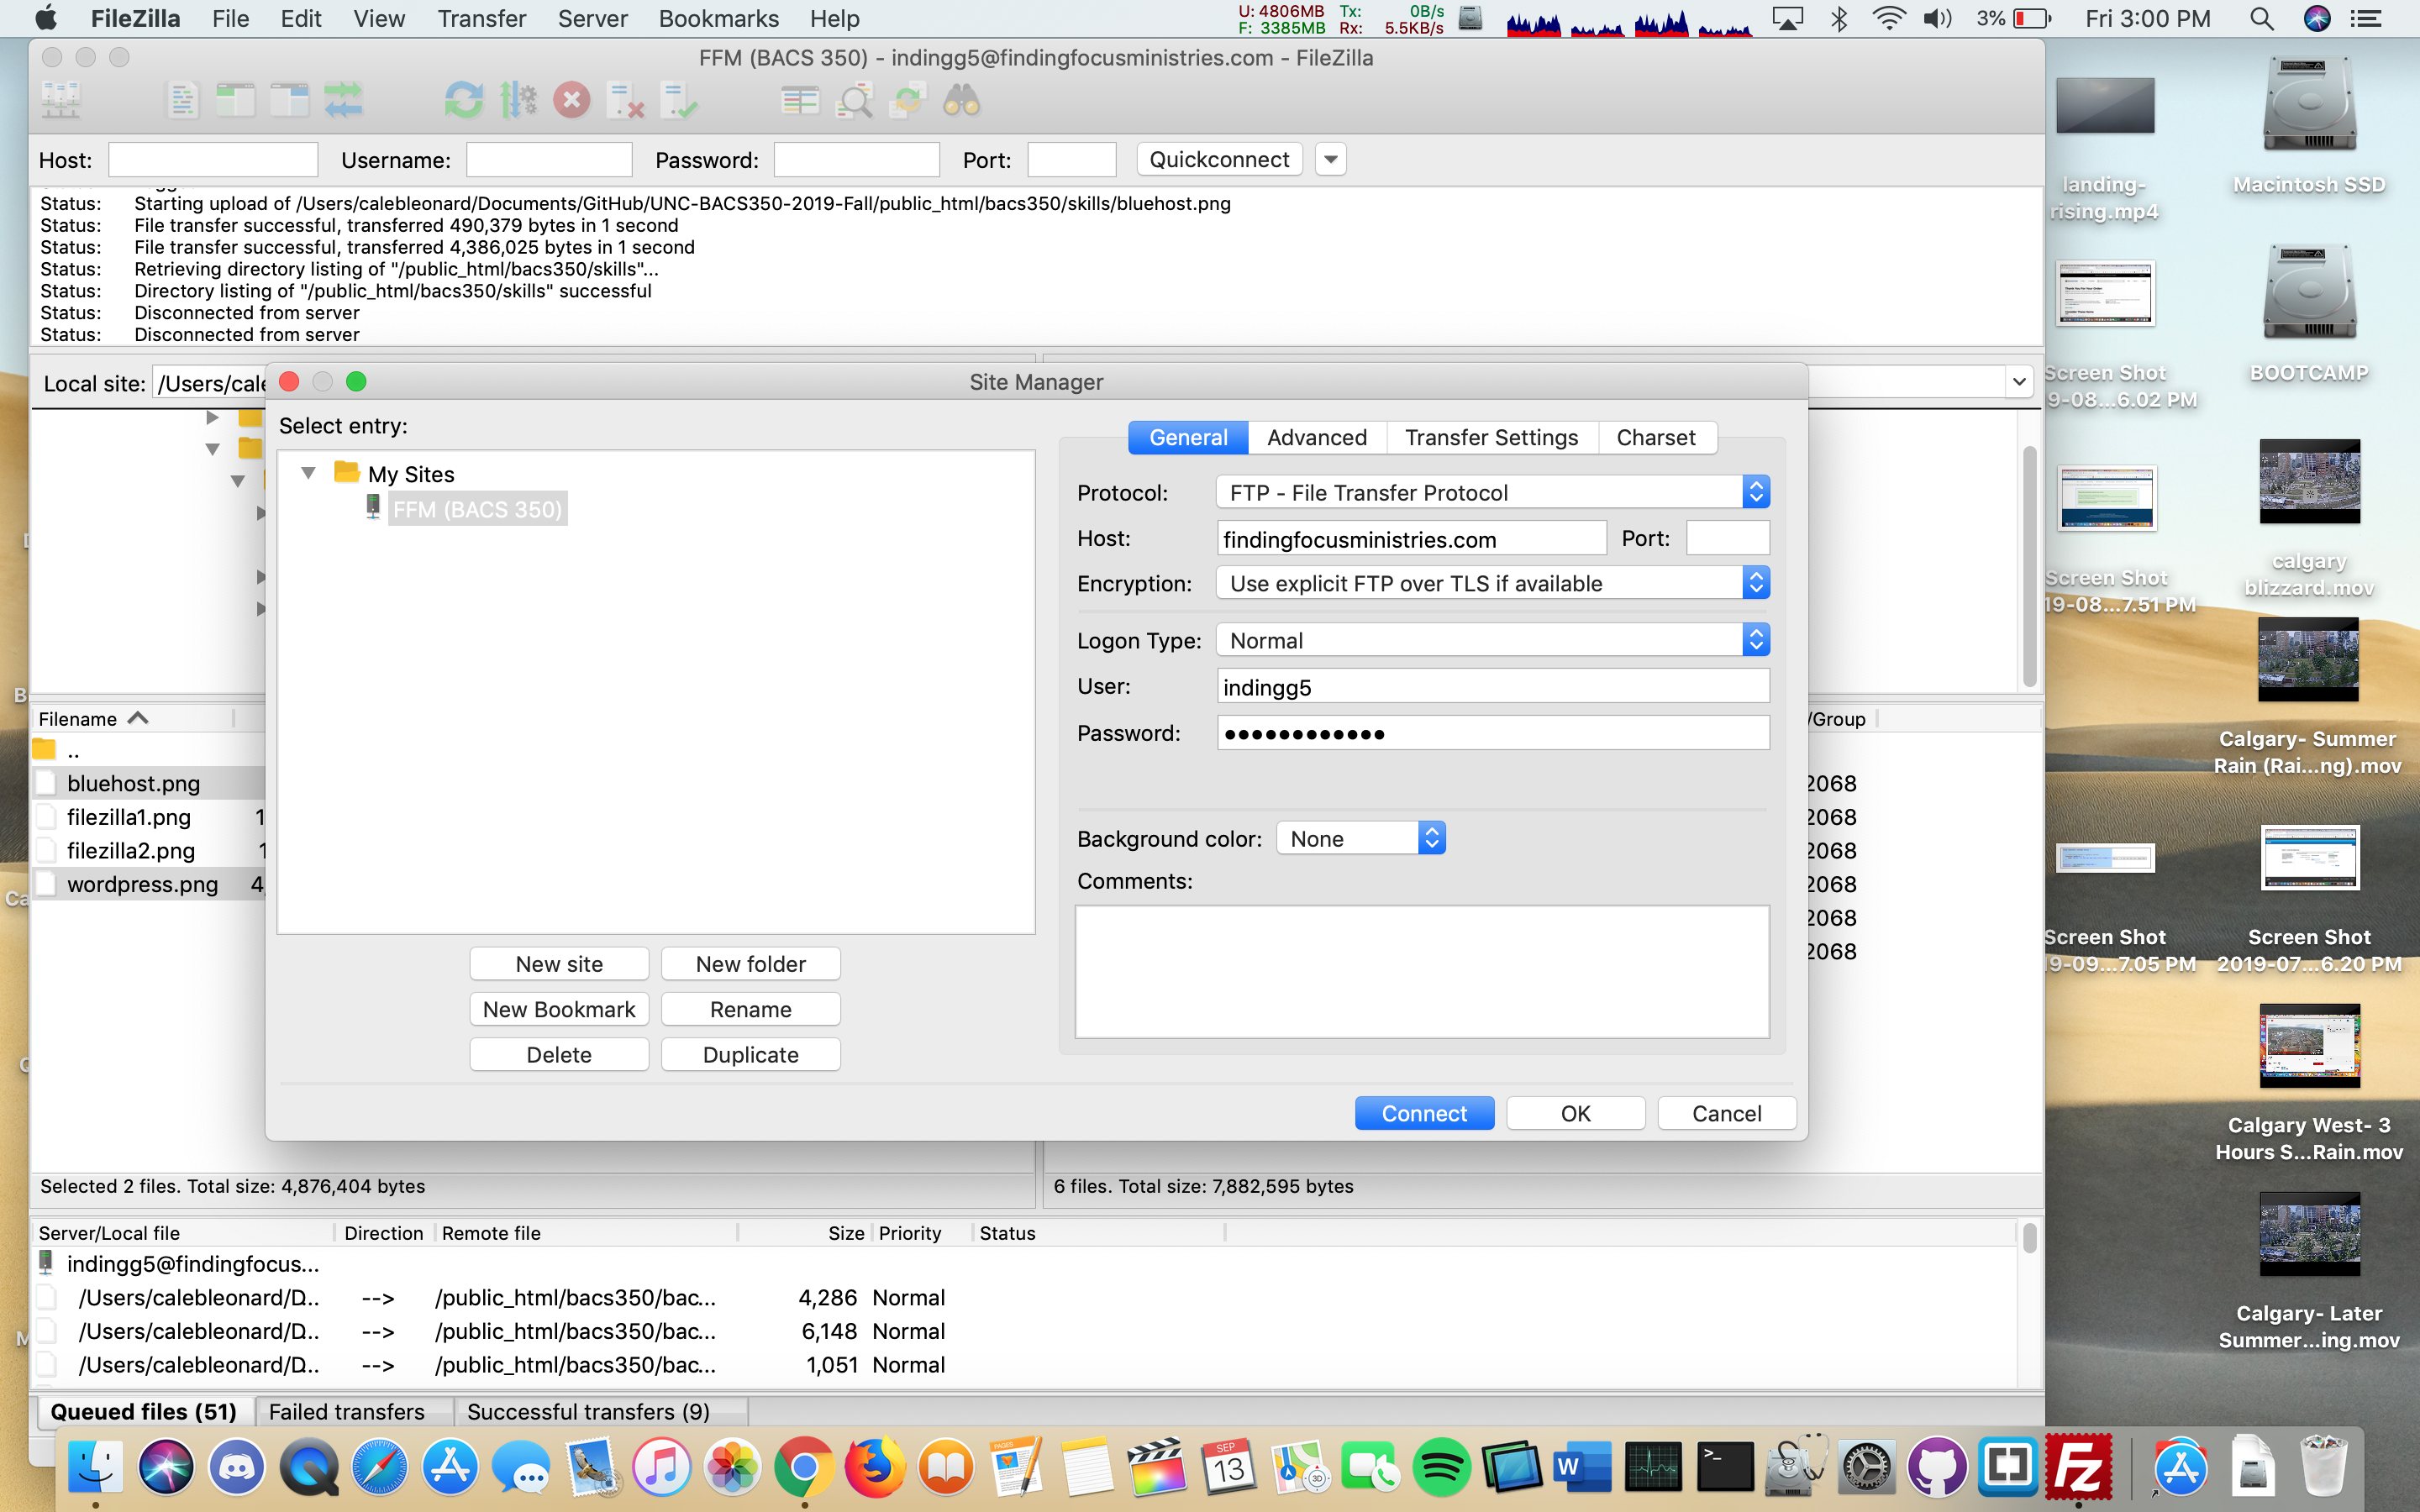 FileZilla File Edit View Transfer Server Bookmarks Help
U: 4806MB Tx: 0B/s
F: 3385MB Rx: 5.5KB/s
3% Fri 3:00 PM
FFM (BACS 350) - indingg5@findingfocusministries.com - FileZilla
Host: Username: Password: Port: Quickconnect
Status: Starting upload of /Users/calebleonard/Documents/GitHub/UNC-BACS350-2019-Fall/public_html/bacs350/skills/bluehost.png
Status: File transfer successful, transferred 490,379 bytes in 1 second
Status: File transfer successful, transferred 4,386,025 bytes in 1 second
Status: Retrieving directory listing of "/public_html/bacs350/skills"...
Status: Directory listing of "/public_html/bacs350/skills" successful
Status: Disconnected from server
Status: Disconnected from server
Local site: /Users/cale
Site Manager
Select entry:
My Sites
FFM (BACS 350)
General Advanced Transfer Settings Charset
Protocol: FTP - File Transfer Protocol
Host: findingfocusministries.com Port:
Encryption: Use explicit FTP over TLS if available
Logon Type: Normal
User: indingg5
Password: ●●●●●●●●●●●●
Background color: None
Comments:
New site New folder
New Bookmark Rename
Delete Duplicate
Connect OK Cancel
Filename
..
bluehost.png
filezilla1.png 1
filezilla2.png 1
wordpress.png 4
/Group
2068
2068
2068
2068
2068
2068
Selected 2 files. Total size: 4,876,404 bytes
6 files. Total size: 7,882,595 bytes
Server/Local file Direction Remote file Size Priority Status
indingg5@findingfocus...
/Users/calebleonard/D... --> /public_html/bacs350/bac... 4,286 Normal
/Users/calebleonard/D... --> /public_html/bacs350/bac... 6,148 Normal
/Users/calebleonard/D... --> /public_html/bacs350/bac... 1,051 Normal
Queued files (51) Failed transfers Successful transfers (9)
landing-
rising.mp4
Macintosh SSD
Screen Shot
9-08...6.02 PM
BOOTCAMP
Screen Shot
19-08...7.51 PM
calgary
blizzard.mov
Calgary- Summer
Rain (Rai...ng).mov
Screen Shot
19-09...7.05 PM
Screen Shot
2019-07...6.20 PM
Calgary West- 3
Hours S...Rain.mov
Calgary- Later
Summer...ing.mov
PAGES
SEP
13
3D
W
>_
Fz